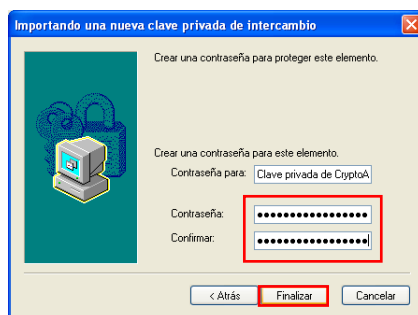 Importando una nueva clave privada de intercambio
Crear una contraseña para proteger este elemento.
Crear una contraseña para este elemento.
Contraseña para: Clave privada de CryptoA
Contraseña: ●●●●●●●●●●●●●●●●●
Confirmar: ●●●●●●●●●●●●●●●●●
< Atrás Finalizar Cancelar